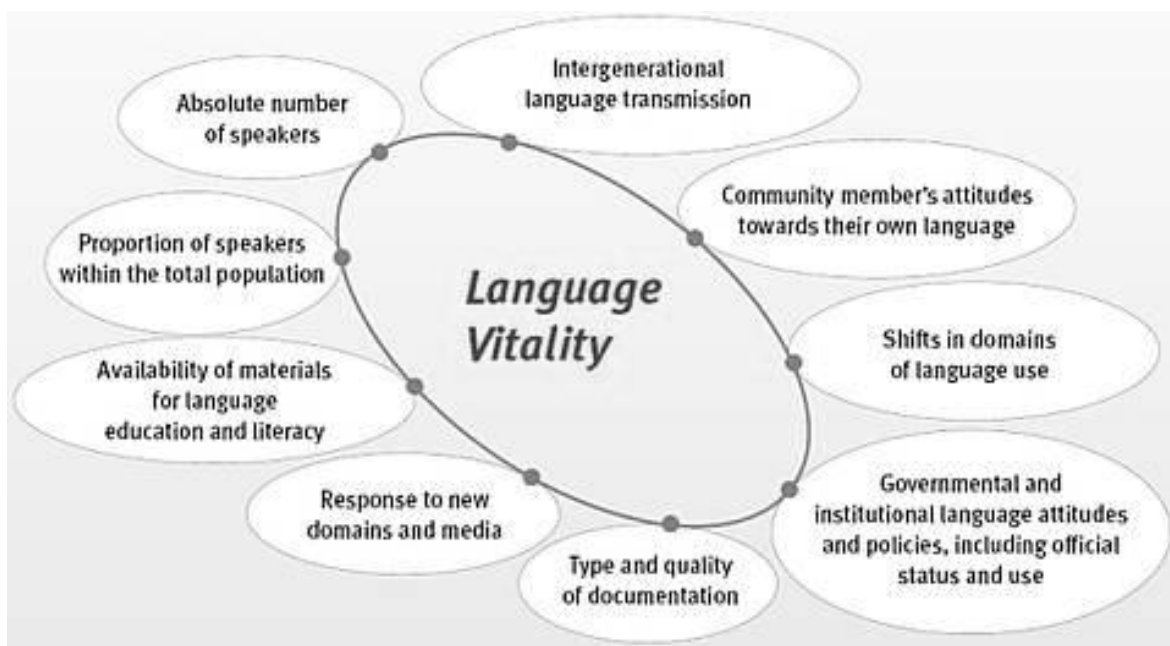 Intergenerational
language transmission
Absolute number
of speakers
Community member's attitudes
towards their own language
Proportion of speakers
within the total population
Language
Vitality
Shifts in domains
of language use
Availability of materials
for language
education and literacy
Governmental and
institutional language attitudes
and policies, including official
status and use
Response to new
domains and media
Type and quality
of documentation